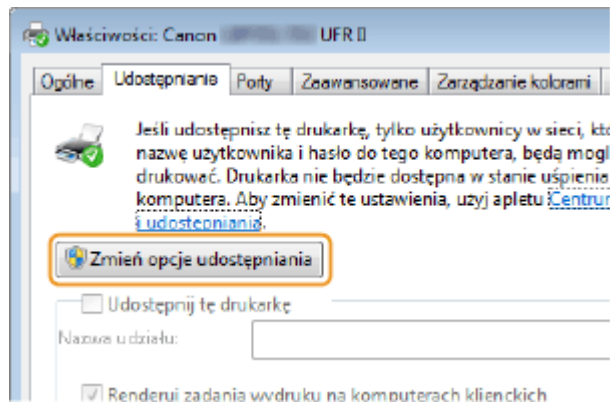 Właściwości: Canon UFR II
Ogólne Udostępnianie Porty Zaawansowane Zarządzanie kolorami
Jeśli udostępnisz tę drukarkę, tylko użytkownicy w sieci,
nazwę użytkownika i hasło do tego komputera, będą
drukować. Drukarka nie będzie dostępna w stanie uśpienia
komputera. Aby zmienić te ustawienia, użyj apletu
i udostępniania.
Zmień opcje udostępniania
Udostępnij tę drukarkę
Nazwa udziału:
Renderuj zadania wydruku na komputerach klienckich